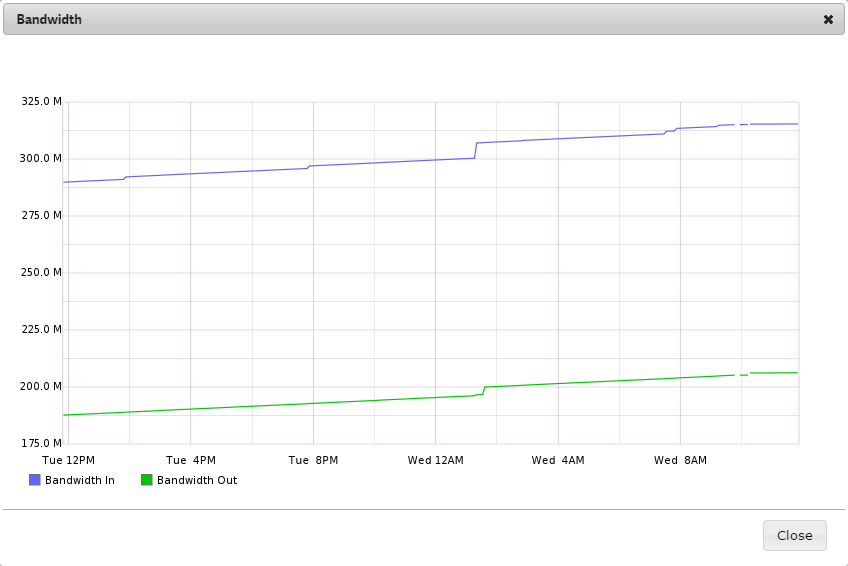 Bandwidth
325.0 M
300.0 M
275.0 M
250.0 M
225.0 M
200.0 M
175.0 M
Tue 12PM Tue 4PM Tue 8PM Wed 12AM Wed 4AM Wed 8AM
Bandwidth In Bandwidth Out
Close